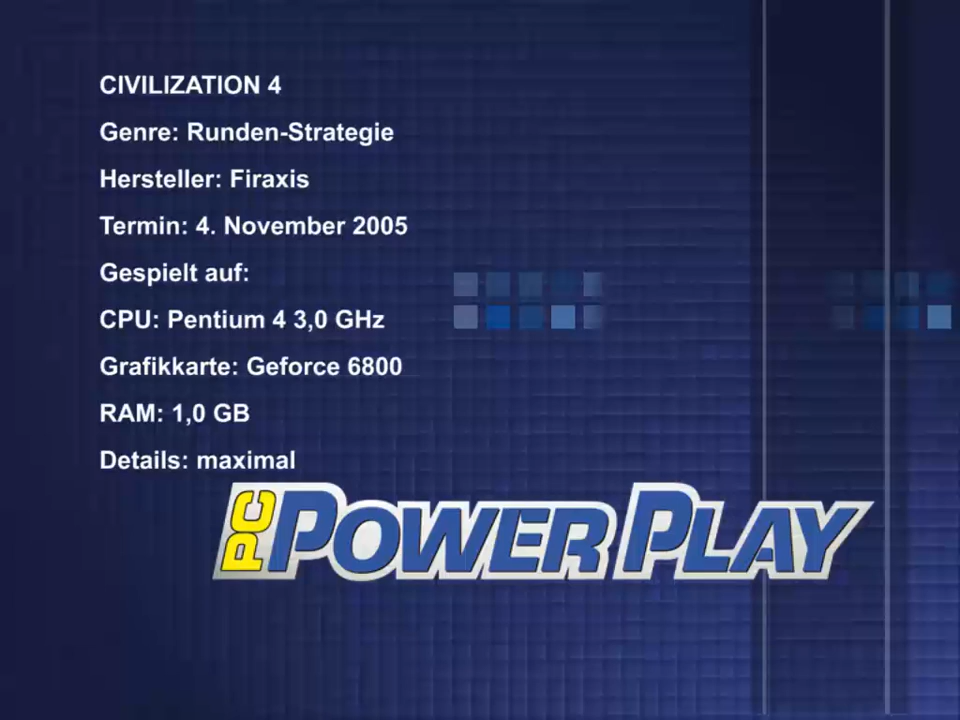 CIVILIZATION 4
Genre: Runden-Strategie
Hersteller: Firaxis
Termin: 4. November 2005
Gespielt auf:
CPU: Pentium 4 3,0 GHz
Grafikkarte: Geforce 6800
RAM: 1,0 GB
Details: maximal
PC POWER PLAY